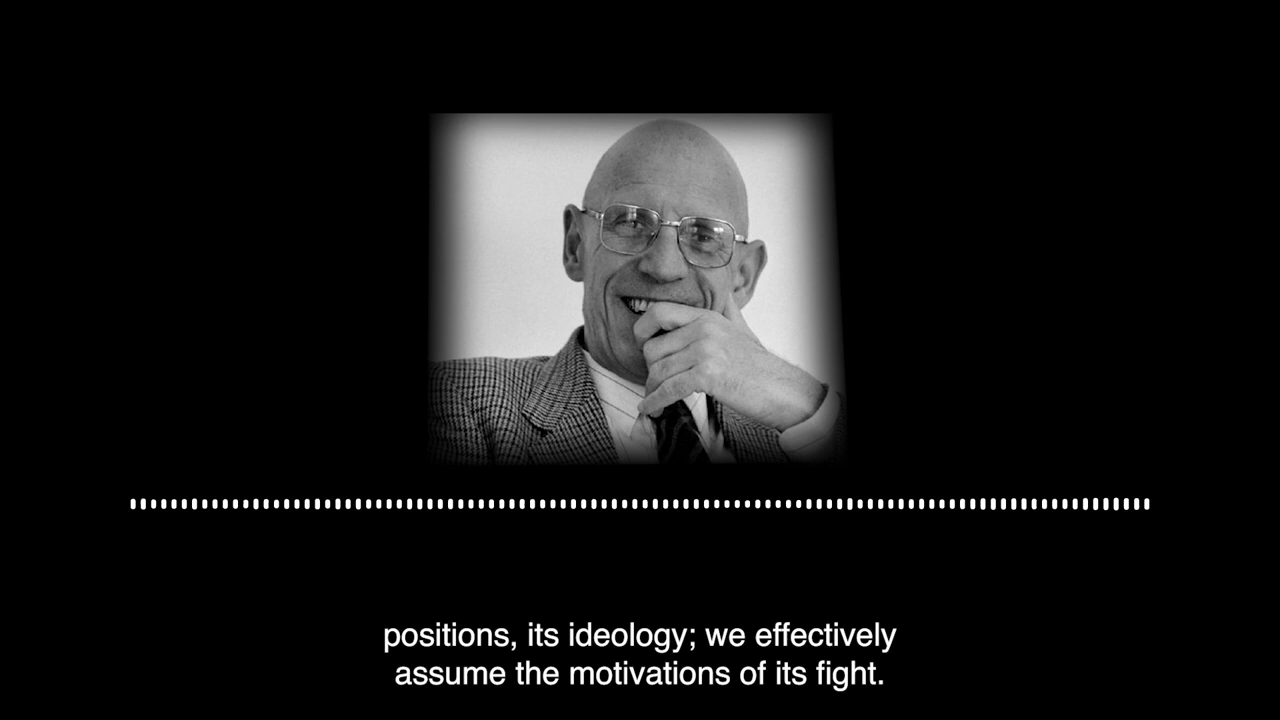 positions, its ideology; we effectively
assume the motivations of its fight.